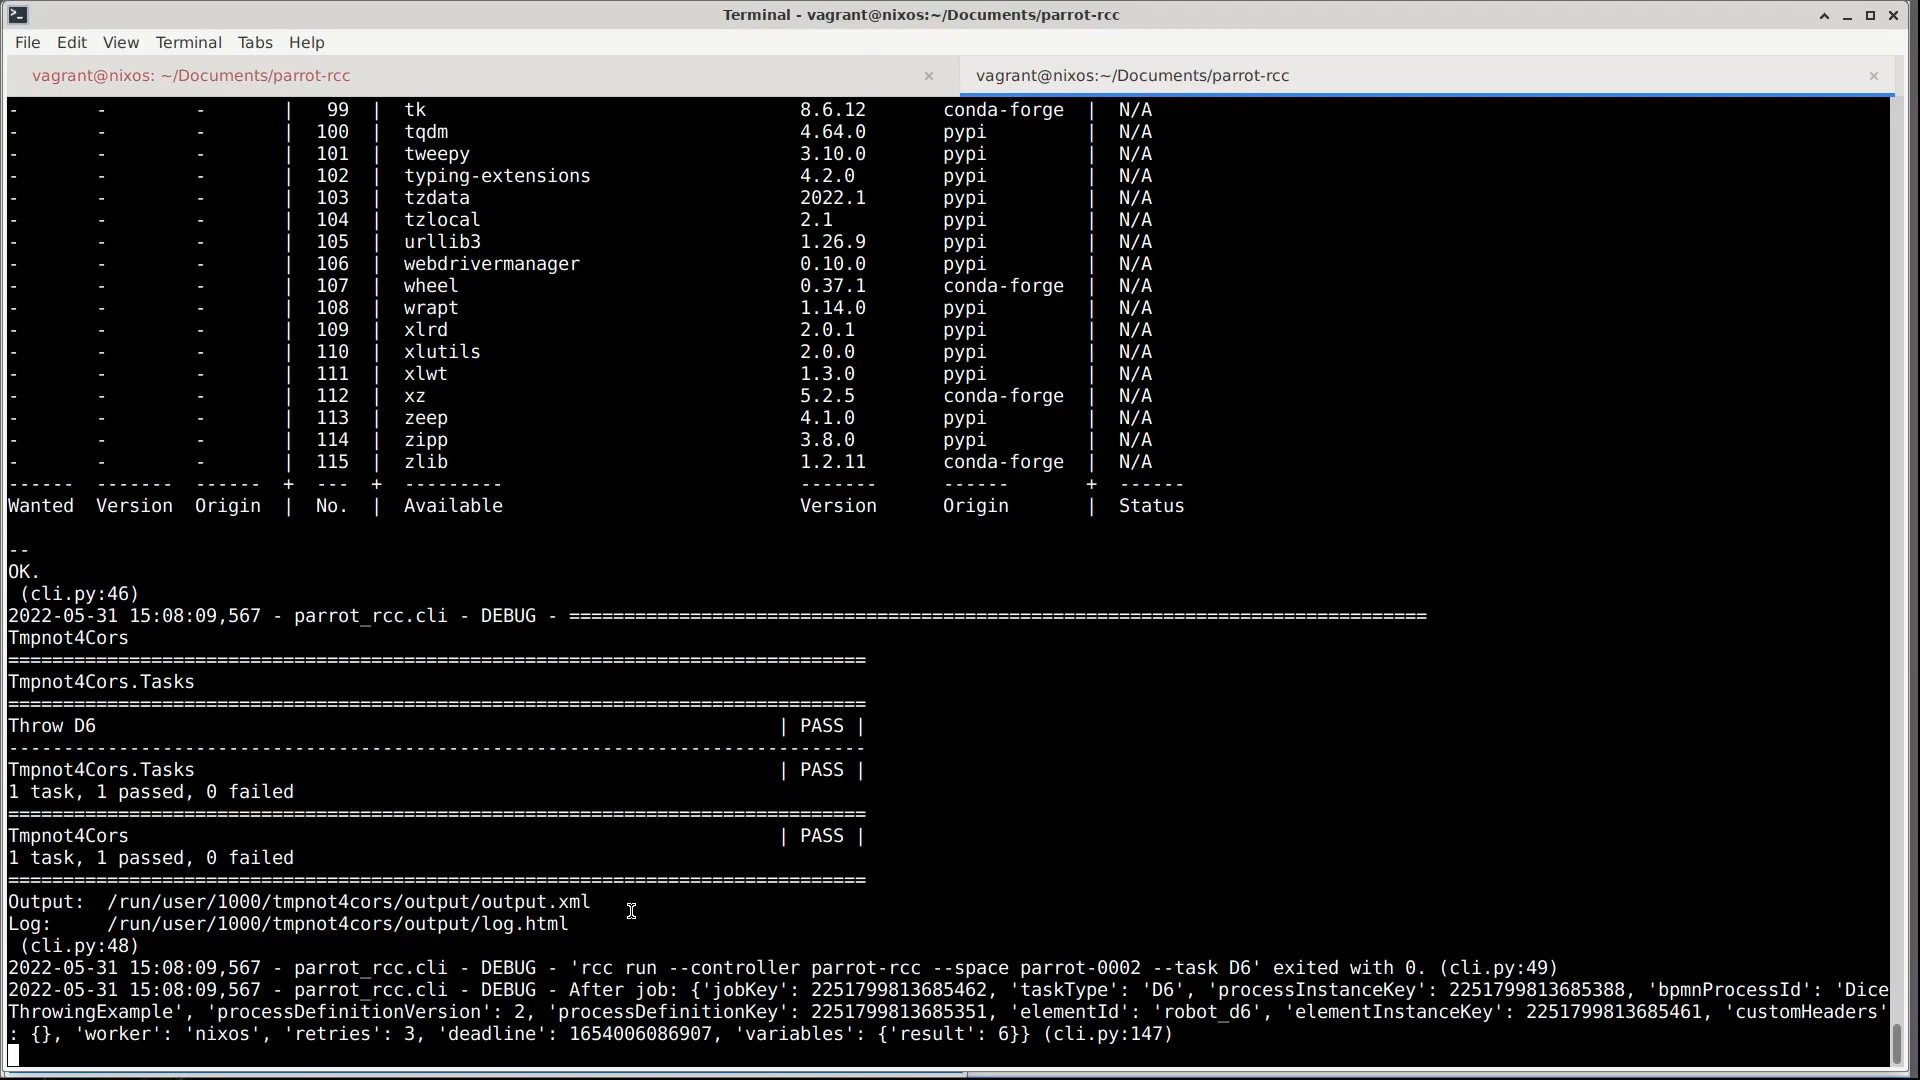 Terminal - vagrant@nixos:~/Documents/parrot-rcc
File Edit View Terminal Tabs Help
vagrant@nixos: ~/Documents/parrot-rcc × vagrant@nixos:~/Documents/parrot-rcc ×
- - - | 99 | tk 8.6.12 conda-forge | N/A
- - - | 100 | tqdm 4.64.0 pypi | N/A
- - - | 101 | tweepy 3.10.0 pypi | N/A
- - - | 102 | typing-extensions 4.2.0 pypi | N/A
- - - | 103 | tzdata 2022.1 pypi | N/A
- - - | 104 | tzlocal 2.1 pypi | N/A
- - - | 105 | urllib3 1.26.9 pypi | N/A
- - - | 106 | webdrivermanager 0.10.0 pypi | N/A
- - - | 107 | wheel 0.37.1 conda-forge | N/A
- - - | 108 | wrapt 1.14.0 pypi | N/A
- - - | 109 | xlrd 2.0.1 pypi | N/A
- - - | 110 | xlutils 2.0.0 pypi | N/A
- - - | 111 | xlwt 1.3.0 pypi | N/A
- - - | 112 | xz 5.2.5 conda-forge | N/A
- - - | 113 | zeep 4.1.0 pypi | N/A
- - - | 114 | zipp 3.8.0 pypi | N/A
- - - | 115 | zlib 1.2.11 conda-forge | N/A
------ ------- ------ + --- + --------- ------- ------ + ------
Wanted Version Origin | No. | Available Version Origin | Status
--
OK.
(cli.py:46)
2022-05-31 15:08:09,567 - parrot_rcc.cli - DEBUG - ==============================================================================
Tmpnot4Cors
==============================================================================
Tmpnot4Cors.Tasks
==============================================================================
Throw D6 | PASS |
------------------------------------------------------------------------------
Tmpnot4Cors.Tasks | PASS |
1 task, 1 passed, 0 failed
==============================================================================
Tmpnot4Cors | PASS |
1 task, 1 passed, 0 failed
==============================================================================
Output: /run/user/1000/tmpnot4cors/output/output.xml
Log: /run/user/1000/tmpnot4cors/output/log.html
(cli.py:48)
2022-05-31 15:08:09,567 - parrot_rcc.cli - DEBUG - 'rcc run --controller parrot-rcc --space parrot-0002 --task D6' exited with 0. (cli.py:49)
2022-05-31 15:08:09,567 - parrot_rcc.cli - DEBUG - After job: {'jobKey': 2251799813685462, 'taskType': 'D6', 'processInstanceKey': 2251799813685388, 'bpmnProcessId': 'Dice
ThrowingExample', 'processDefinitionVersion': 2, 'processDefinitionKey': 2251799813685351, 'elementId': 'robot_d6', 'elementInstanceKey': 2251799813685461, 'customHeaders'
: {}, 'worker': 'nixos', 'retries': 3, 'deadline': 1654006086907, 'variables': {'result': 6}} (cli.py:147)